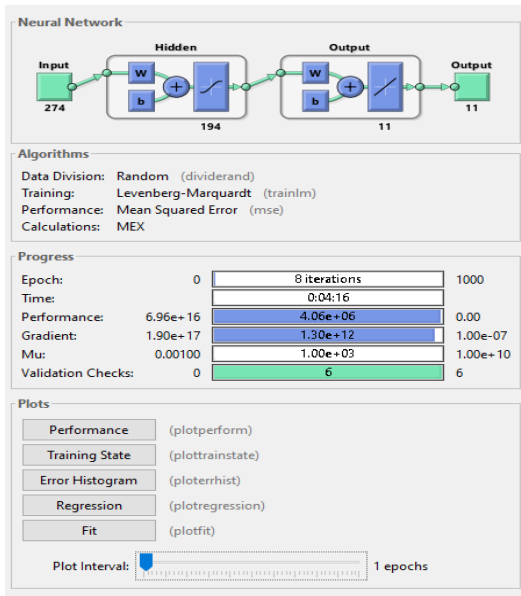 Neural Network
Hidden Output
Input Output
W W
+ +
b b
274 11
194 11
Algorithms
Data Division: Random (dividerand)
Training: Levenberg-Marquardt (trainlm)
Performance: Mean Squared Error (mse)
Calculations: MEX
Progress
Epoch: 0 8 iterations 1000
Time: 0:04:16
Performance: 6.96e+16 4.06e+06 0.00
Gradient: 1.90e+17 1.30e+12 1.00e-07
Mu: 0.00100 1.00e+03 1.00e+10
Validation Checks: 0 6 6
Plots
Performance (plotperform)
Training State (plottrainstate)
Error Histogram (ploterrhist)
Regression (plotregression)
Fit (plotfit)
Plot Interval: 1 epochs